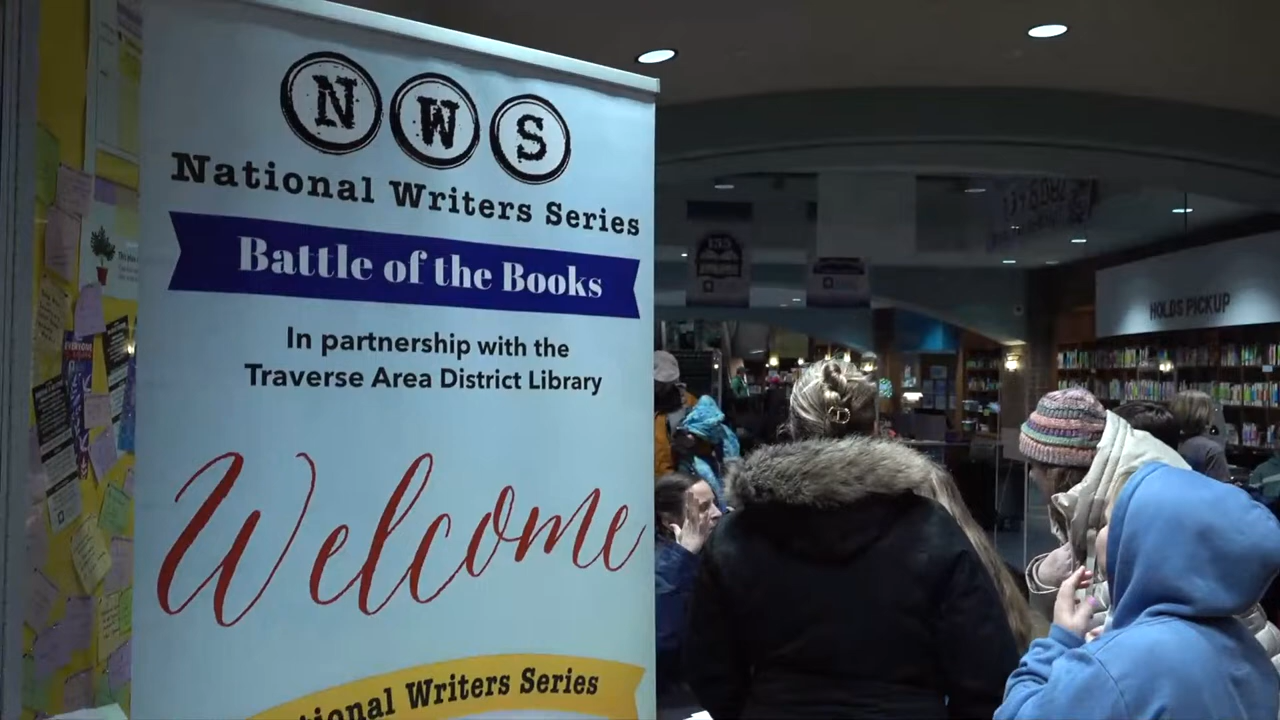 N W S
National Writers Series
Battle of the Books
In partnership with the
Traverse Area District Library
Welcome
National Writers Series
HOLDS PICKUP